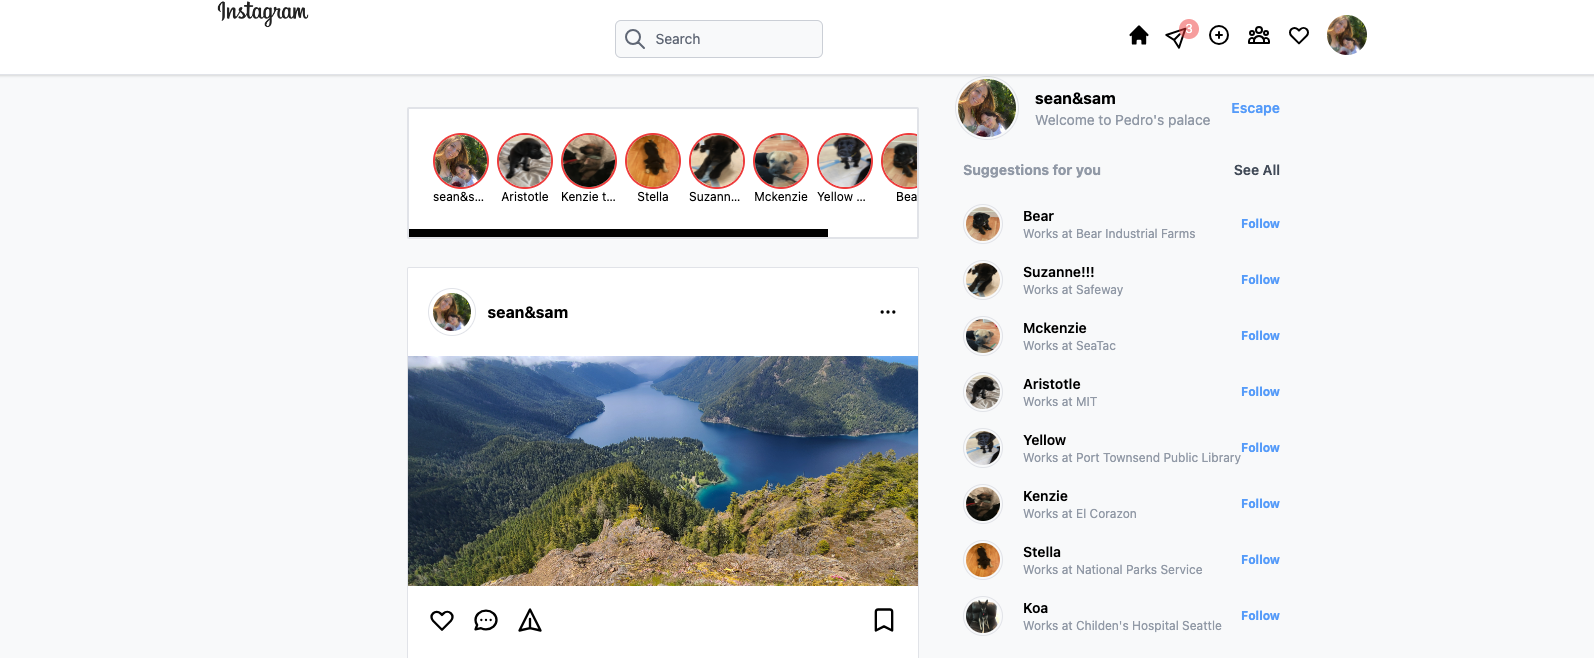 Instagram
Search
3
sean&s...
Aristotle
Kenzie t...
Stella
Suzann...
Mckenzie
Yellow ...
Bea
sean&sam
sean&sam
Welcome to Pedro's palace
Escape
Suggestions for you
See All
Bear
Works at Bear Industrial Farms
Follow
Suzanne!!!
Works at Safeway
Follow
Mckenzie
Works at SeaTac
Follow
Aristotle
Works at MIT
Follow
Yellow
Works at Port Townsend Public Library
Follow
Kenzie
Works at El Corazon
Follow
Stella
Works at National Parks Service
Follow
Koa
Works at Childen's Hospital Seattle
Follow